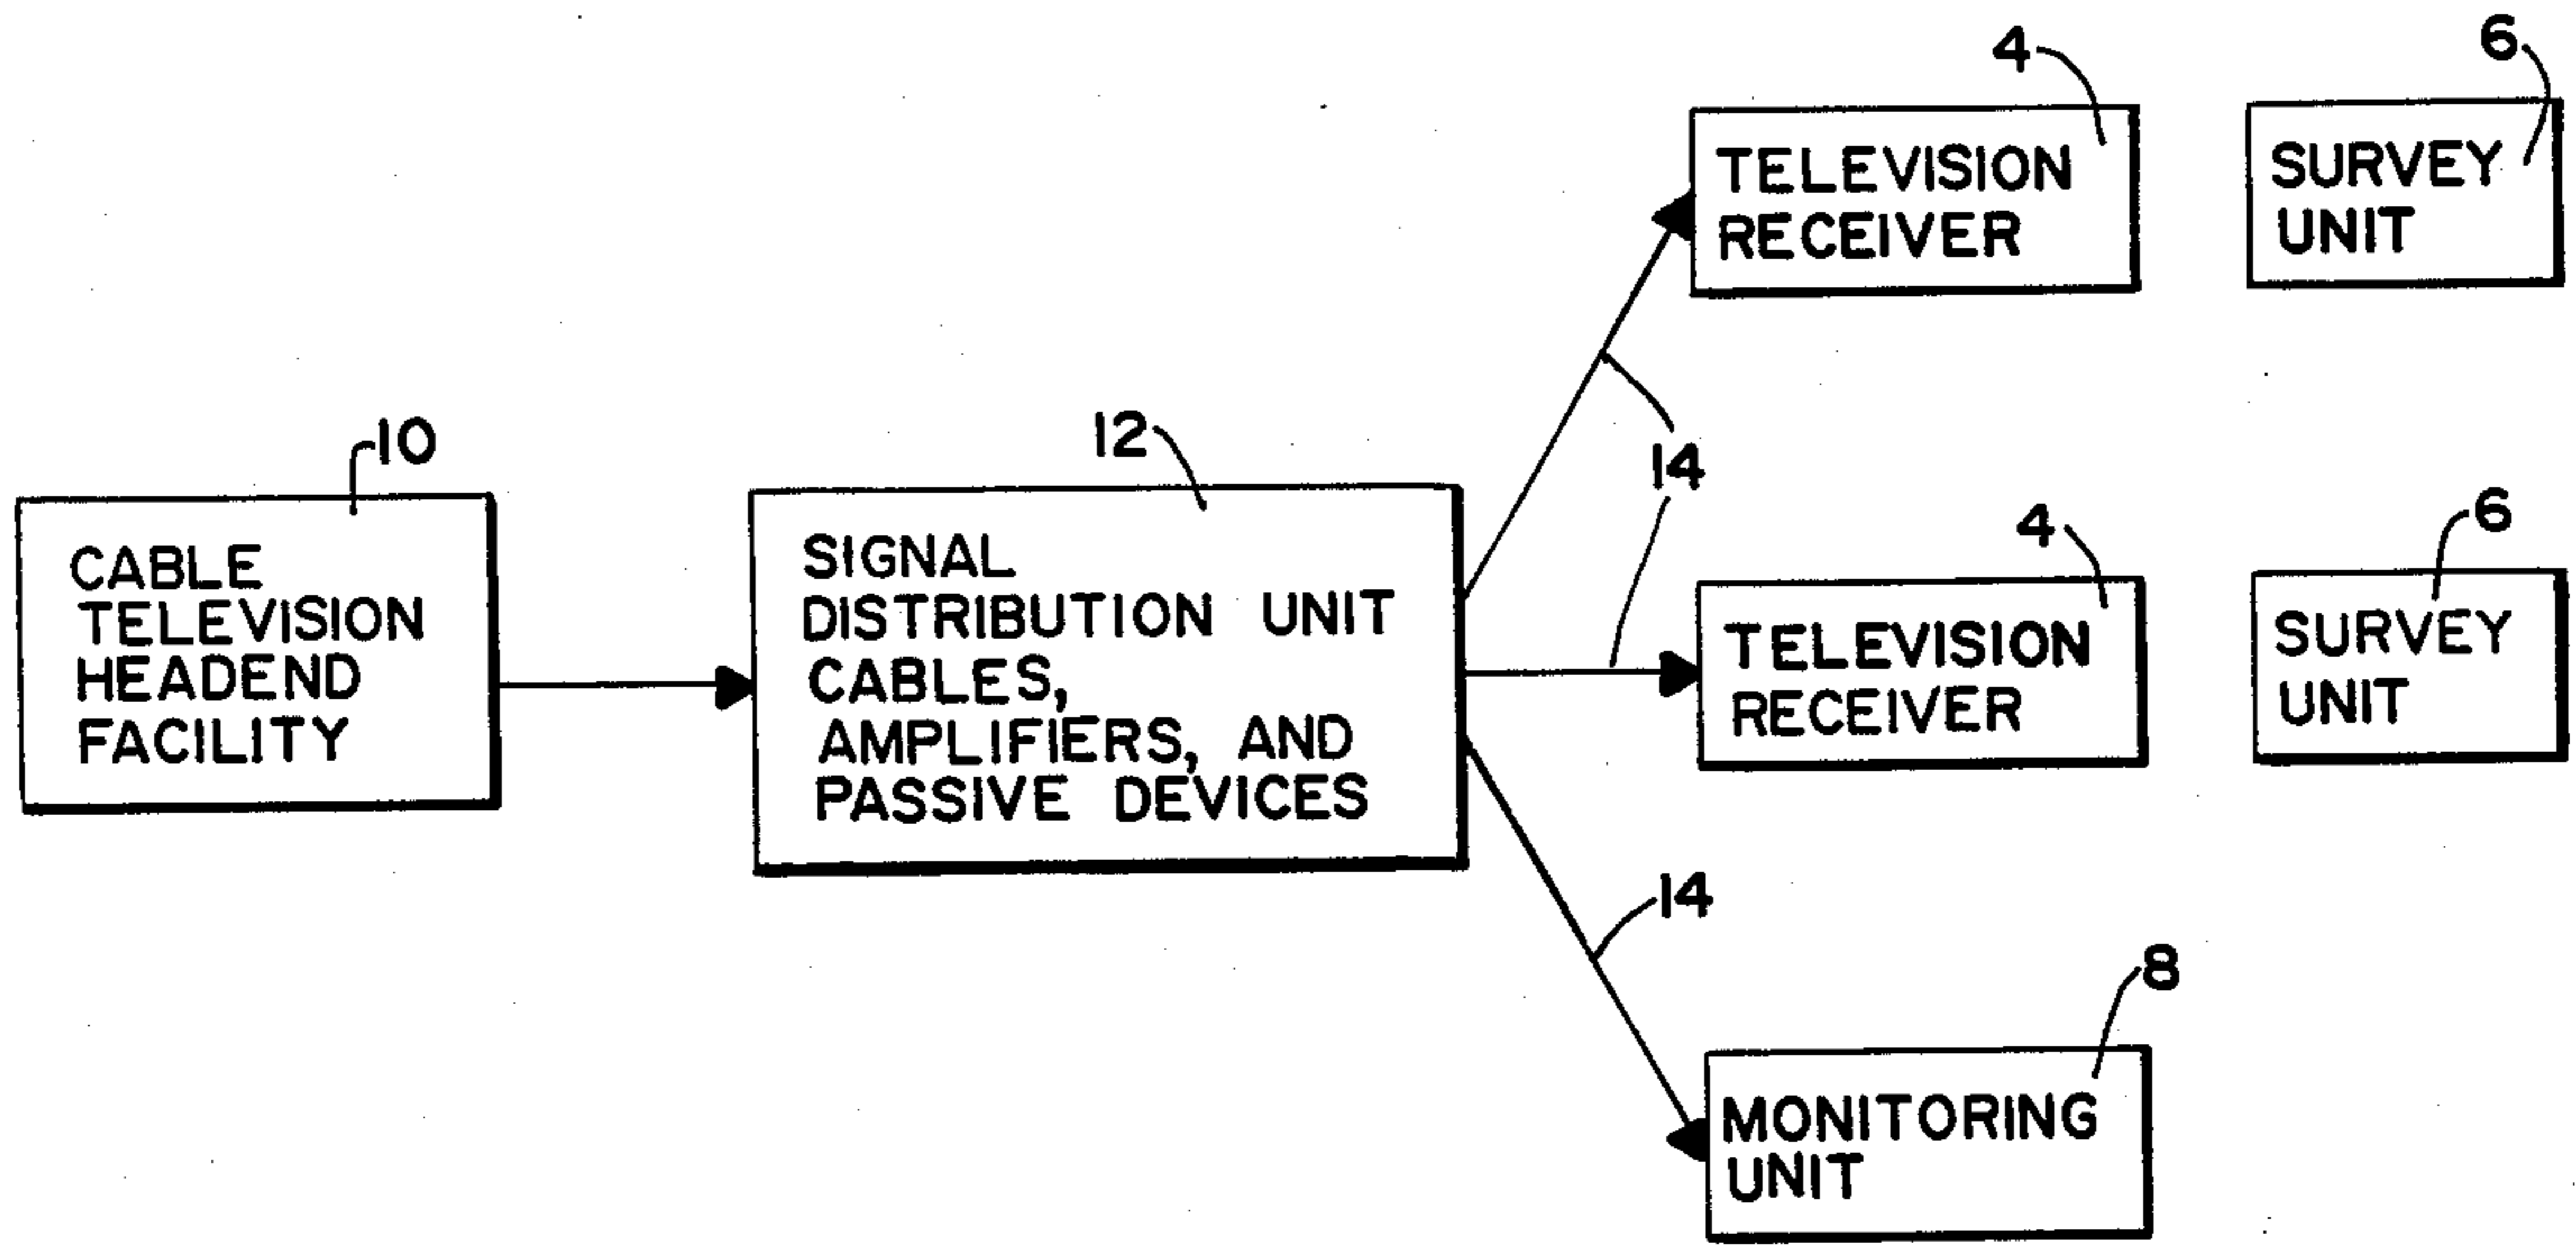 4
6
TELEVISION
RECEIVER
SURVEY
UNIT
10
12
14
CABLE
TELEVISION
HEADEND
FACILITY
SIGNAL
DISTRIBUTION UNIT
CABLES,
AMPLIFIERS, AND
PASSIVE DEVICES
4
6
TELEVISION
RECEIVER
SURVEY
UNIT
14
8
MONITORING
UNIT